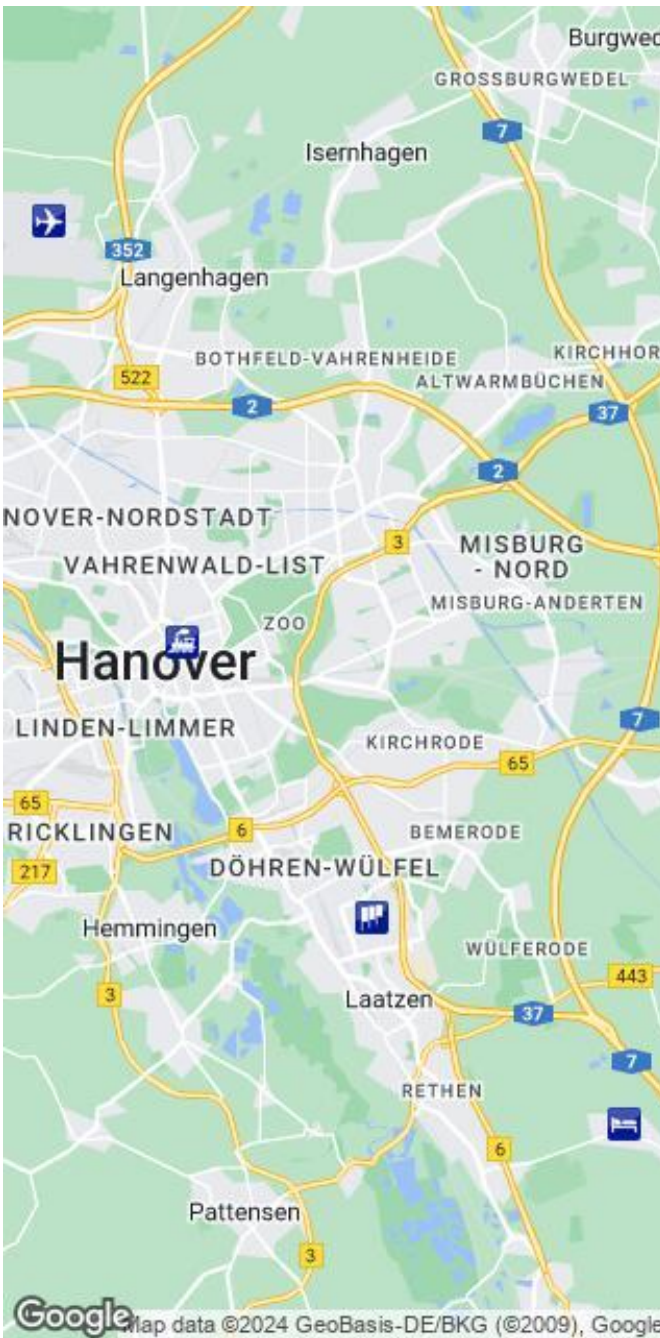 Burgwed
GROSSBURGWEDEL
7
Isernhagen
352
Langenhagen
BOTHFELD-VAHRENHEIDE
KIRCHHOR
522
ALTWARMBÜCHEN
2
37
2
NOVER-NORDSTADT
3
MISBURG
- NORD
VAHRENWALD-LIST
MISBURG-ANDERTEN
ZOO
Hanover
7
LINDEN-LIMMER
KIRCHRODE
65
65
6
RICKLINGEN
BEMERODE
217
DÖHREN-WÜLFEL
Hemmingen
WÜLFERODE
443
3
Laatzen
37
7
RETHEN
6
Pattensen
3
Google
Map data ©2024 GeoBasis-DE/BKG (©2009), Google